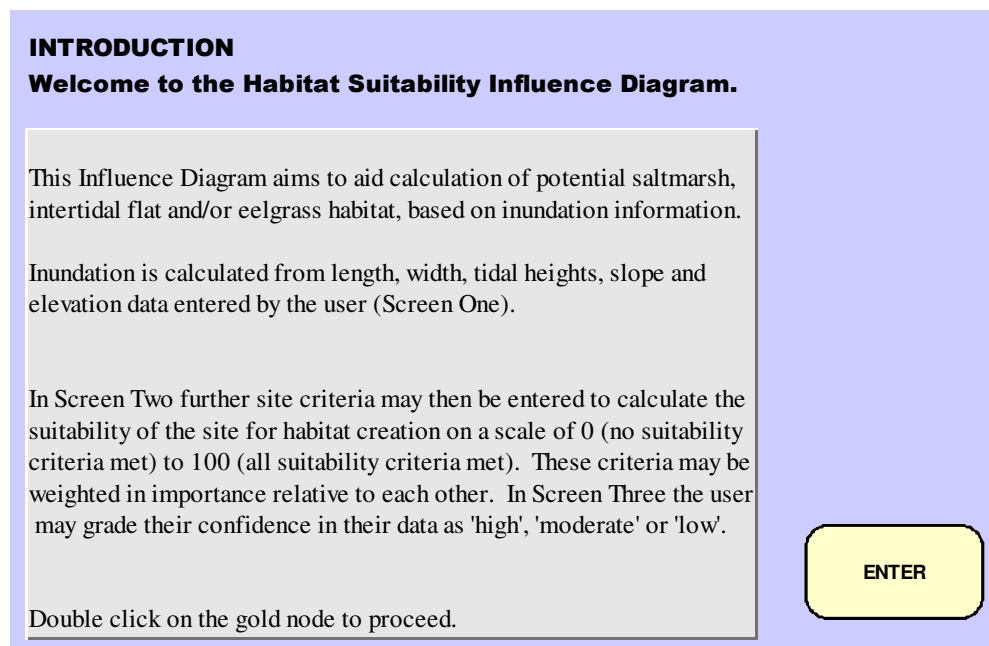 INTRODUCTION
Welcome to the Habitat Suitability Influence Diagram.
This Influence Diagram aims to aid calculation of potential saltmarsh,
intertidal flat and/or eelgrass habitat, based on inundation information.
Inundation is calculated from length, width, tidal heights, slope and
elevation data entered by the user (Screen One).
In Screen Two further site criteria may then be entered to calculate the
suitability of the site for habitat creation on a scale of 0 (no suitability
criteria met) to 100 (all suitability criteria met).  These criteria may be
weighted in importance relative to each other.  In Screen Three the user
may grade their confidence in their data as 'high', 'moderate' or 'low'.
Double click on the gold node to proceed.
ENTER